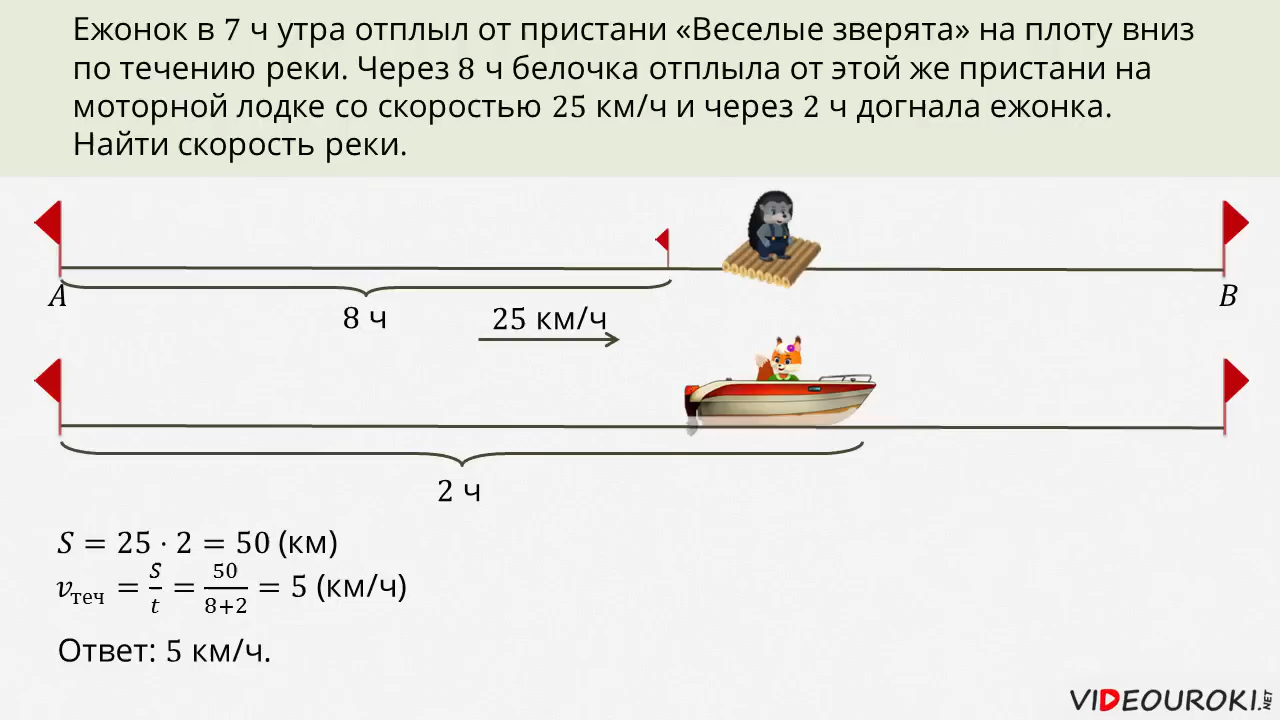 Ежонок в 7 ч утра отплыл от пристани «Веселые зверята» на плоту вниз
по течению реки. Через 8 ч белочка отплыла от этой же пристани на
моторной лодке со скоростью 25 км/ч и через 2 ч догнала ежонка.
Найти скорость реки.
A
B
8 ч
25 км/ч
2 ч
S = 25 · 2 = 50 (км)
v_теч = S/t = 50/(8+2) = 5 (км/ч)
Ответ: 5 км/ч.
VIDEOUROKI.NET